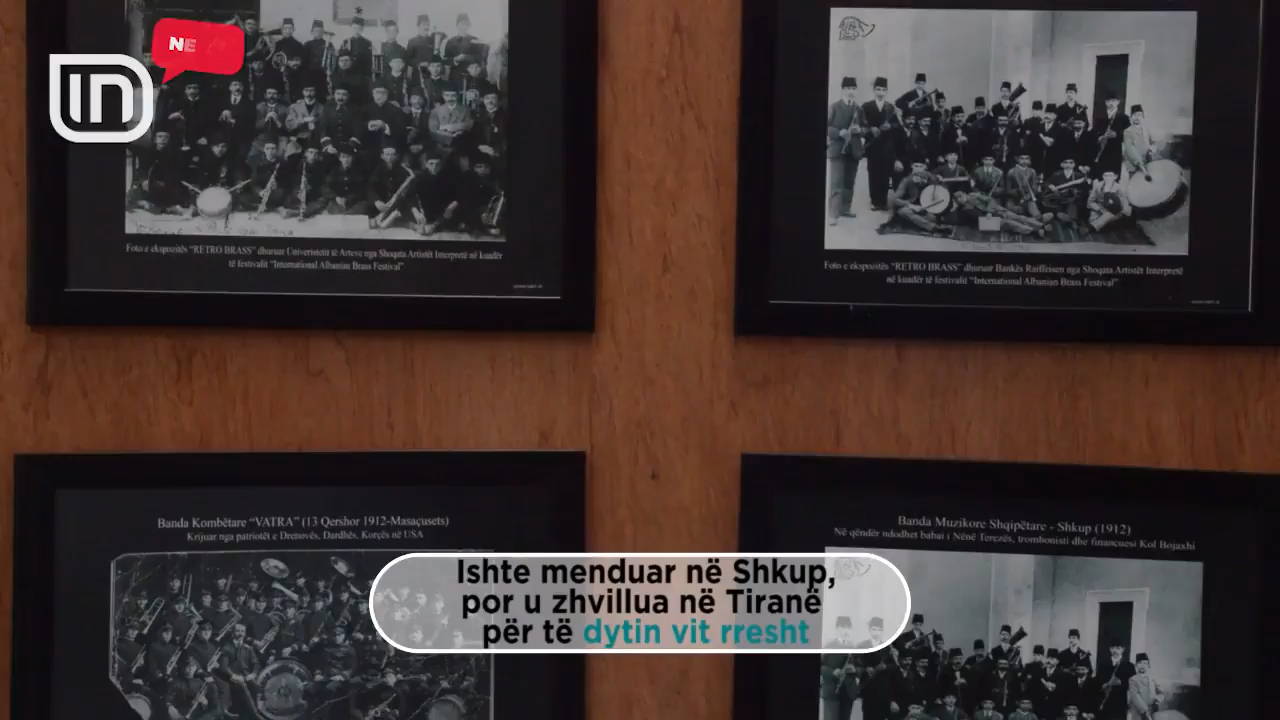 NE
IN
Foto e ekspozitës “RETRO BRASS” dhuruar Univeristetit të Arteve nga Shoqata Artistët Interpretë në kuadër
të festivalit “International Albanian Brass Festival”
Foto e ekspozitës “RETRO BRASS” dhuruar Bankës Raiffeisen nga Shoqata Artistët Interpretë
në kuadër të festivalit “International Albanian Brass Festival”
Banda Kombëtare “VATRA” (13 Qershor 1912-Masaçusets)
Krijuar nga patriotët e Drenovës, Dardhës, Korçës në USA
Banda Muzikore Shqipëtare - Shkup (1912)
Në qëndër ndodhet babai i Nënë Terezës, trombonisti dhe financuesi Kol Bojaxhi
Ishte menduar në Shkup,
por u zhvillua në Tiranë
për të dytin vit rresht